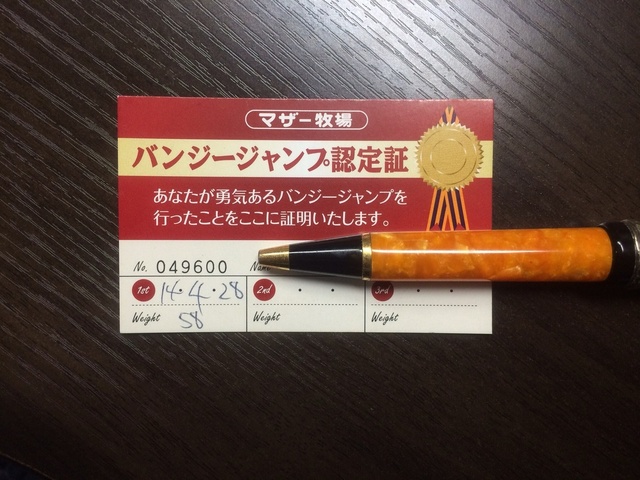 マザー牧場
バンジージャンプ認定証
あなたが勇気あるバンジージャンプを
行ったことをここに証明いたします。
No. 049600
1st 14・4・28 2nd ・ ・ 3rd ・ ・
Weight 58 Weight Weight